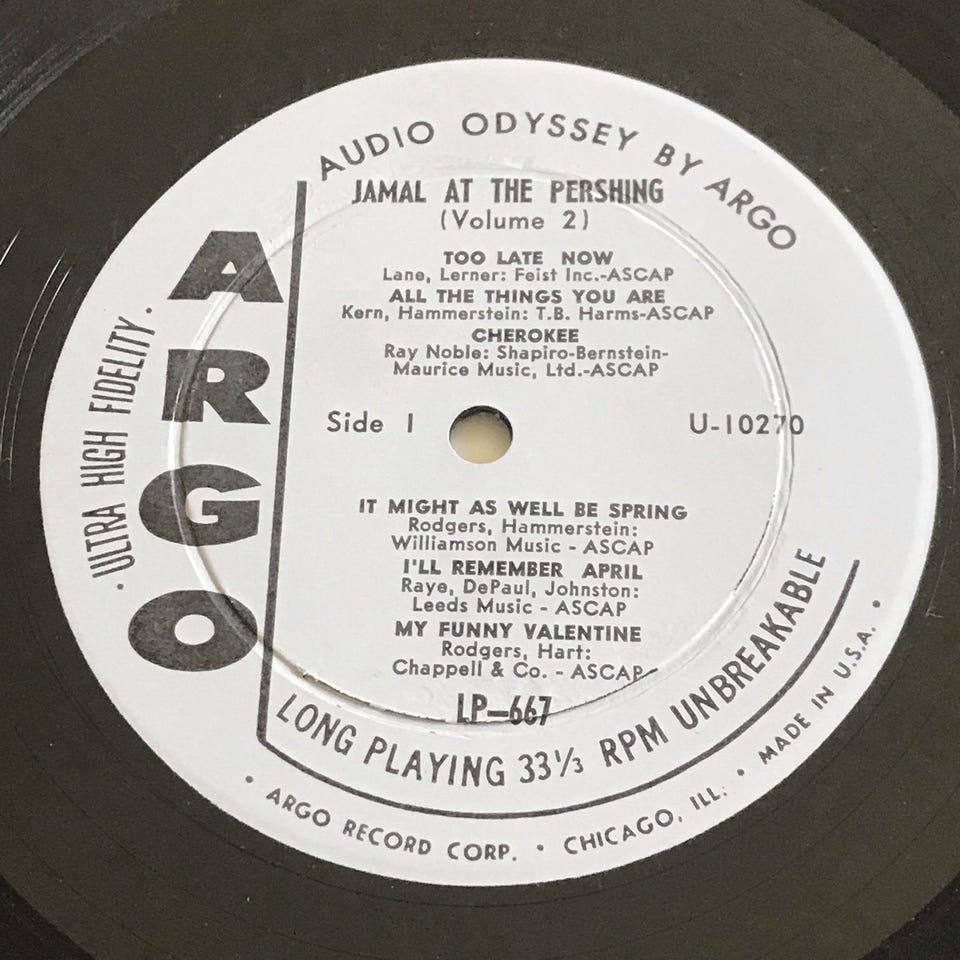 AUDIO ODYSSEY BY ARGO
ARGO
· ULTRA HIGH FIDELITY ·
JAMAL AT THE PERSHING
(Volume 2)
TOO LATE NOW
Lane, Lerner: Feist Inc.-ASCAP
ALL THE THINGS YOU ARE
Kern, Hammerstein: T.B. Harms-ASCAP
CHEROKEE
Ray Noble: Shapiro-Bernstein-
Maurice Music, Ltd.-ASCAP
Side 1
U-10270
IT MIGHT AS WELL BE SPRING
Rodgers, Hammerstein:
Williamson Music - ASCAP
I'LL REMEMBER APRIL
Raye, DePaul, Johnston:
Leeds Music - ASCAP
MY FUNNY VALENTINE
Rodgers, Hart:
Chappell & Co. - ASCAP
LP-667
LONG PLAYING 33⅓ RPM UNBREAKABLE
· ARGO RECORD CORP. · CHICAGO, ILL. · MADE IN U.S.A. ·